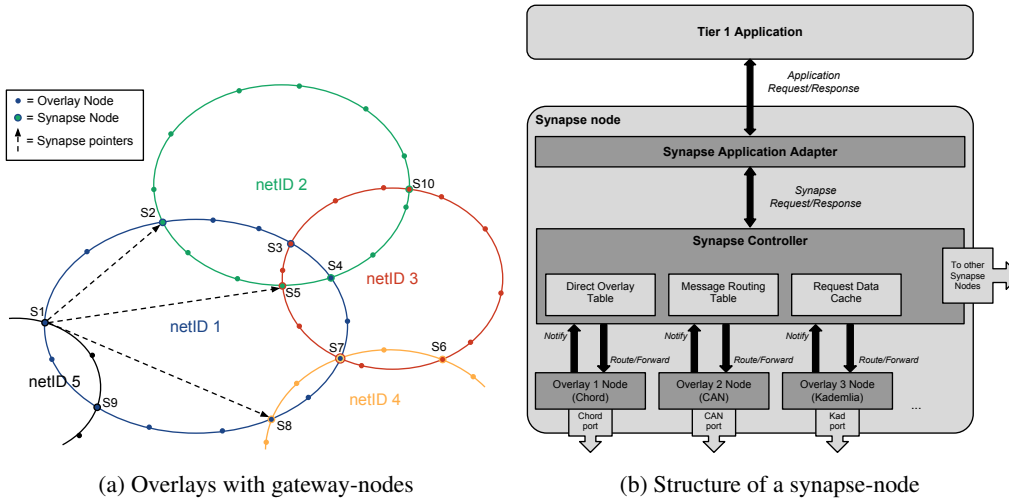 = Overlay Node
= Synapse Node
= Synapse pointers
netID 2
S10
S2
S3
S4
netID 3
S5
S1
netID 1
S7
S6
netID 5
netID 4
S9
S8
(a) Overlays with gateway-nodes
Tier 1 Application
Application
Request/Response
Synapse node
Synapse Application Adapter
Synapse
Request/Response
Synapse Controller
To other
Synapse
Nodes
Direct Overlay
Table
Message Routing
Table
Request Data
Cache
Notify
Route/Forward
Notify
Route/Forward
Notify
Route/Forward
Overlay 1 Node
(Chord)
Overlay 2 Node
(CAN)
Overlay 3 Node
(Kademlia)
...
Chord
port
CAN
port
Kad
port
(b) Structure of a synapse-node